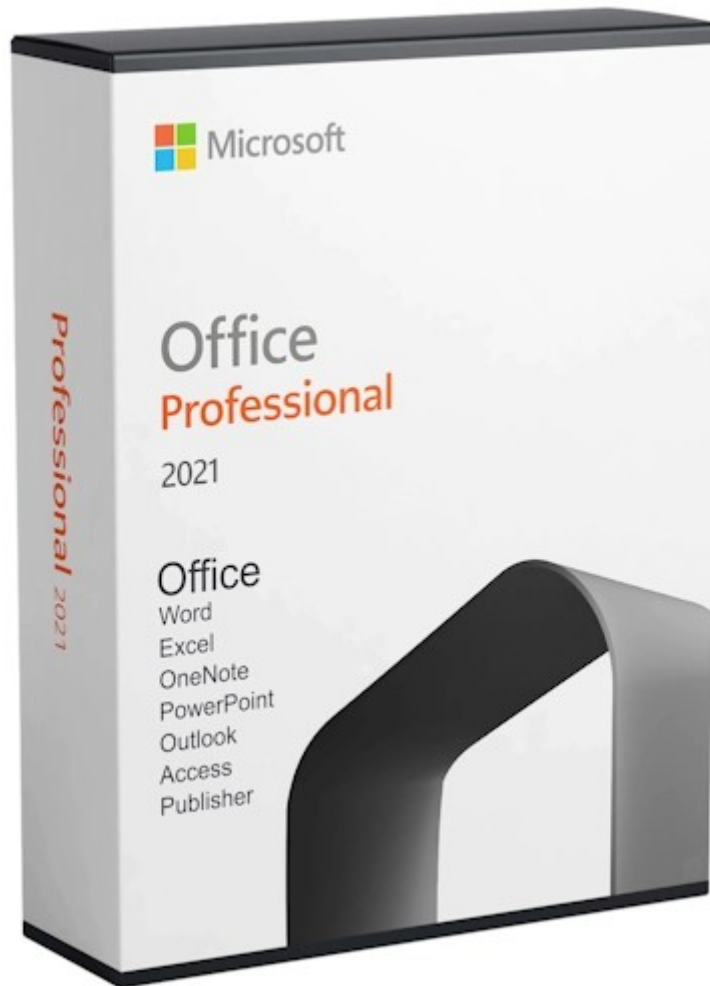 Microsoft
Office
Professional
2021
Office
Word
Excel
OneNote
PowerPoint
Outlook
Access
Publisher
Professional 2021